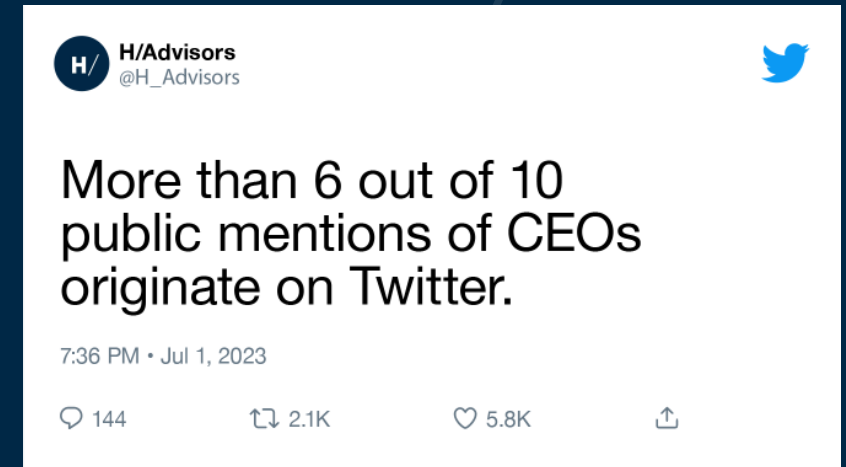 H/
H/Advisors
@H_Advisors
More than 6 out of 10
public mentions of CEOs
originate on Twitter.
7:36 PM • Jul 1, 2023
144 2.1K 5.8K